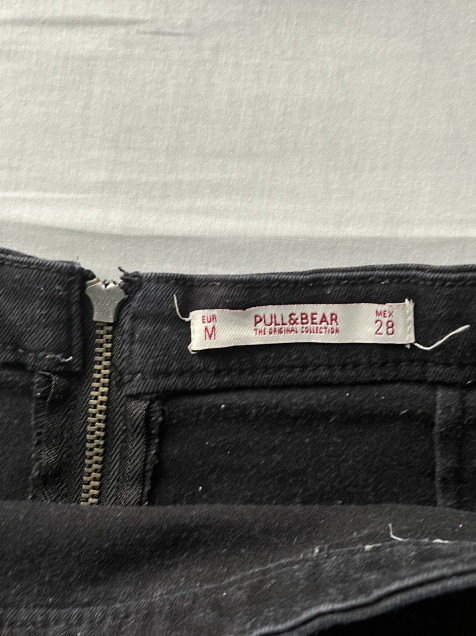 EUR
M
PULL&BEAR
THE ORIGINAL COLLECTION
MEX
28